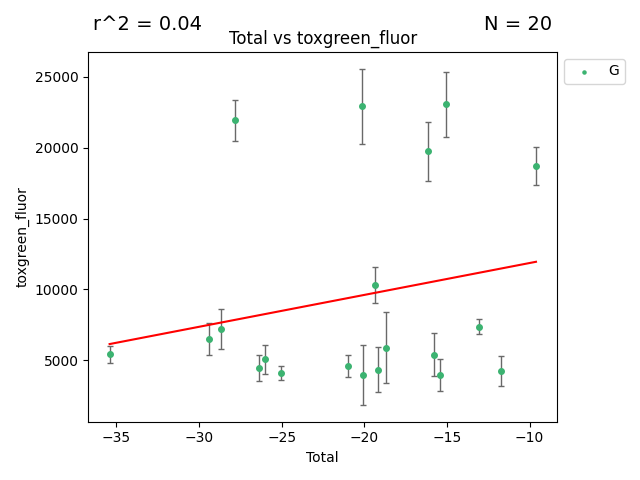 r^2 = 0.04
N = 20
Total vs toxgreen_fluor
G
25000
20000
15000
10000
5000
toxgreen_fluor
−35
−30
−25
−20
−15
−10
Total